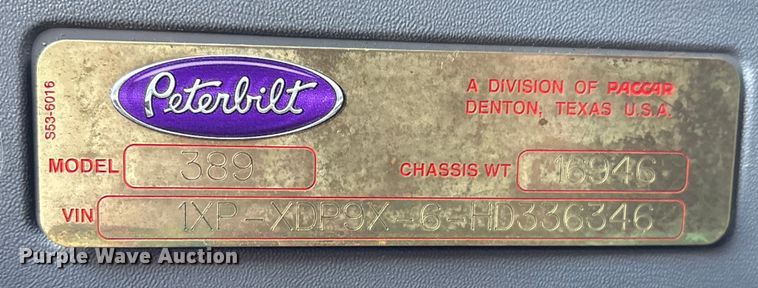 S53-6016
Peterbilt
A DIVISION OF PACCAR
DENTON, TEXAS U.S.A.
MODEL 389
CHASSIS WT 16946
VIN 1XP-XDP9X-6-HD336346
Purple Wave Auction